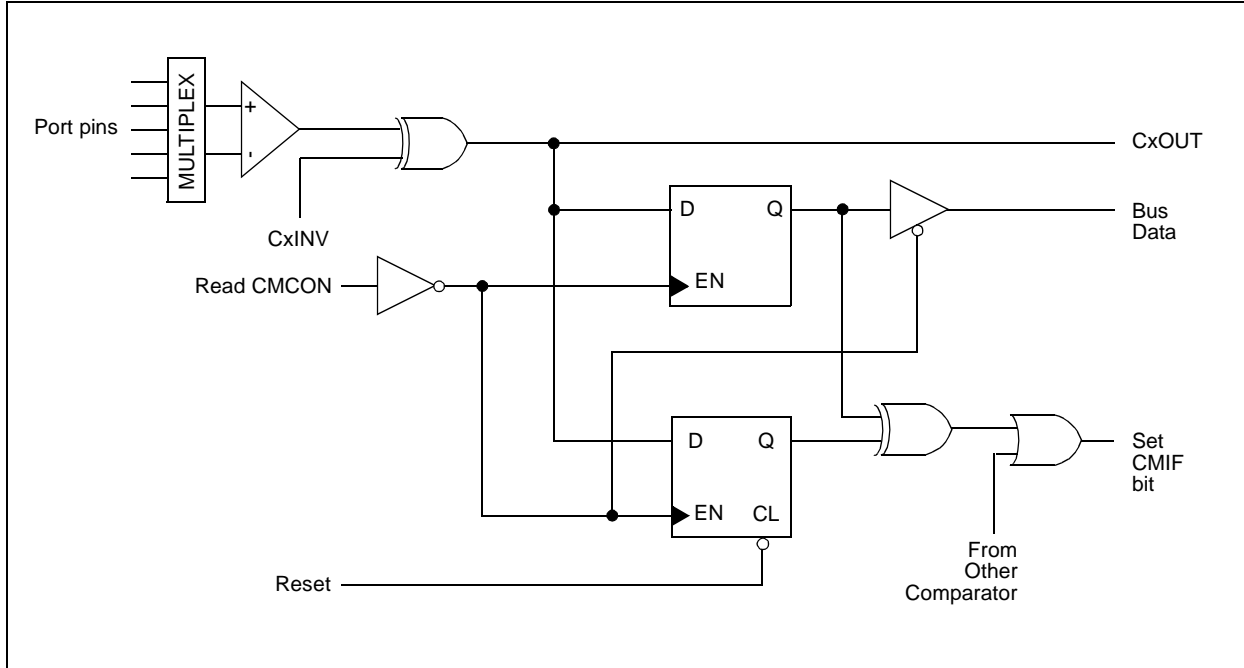 MULTIPLEX
Port pins
+
-
CxINV
CxOUT
D
Q
EN
Bus
Data
Read CMCON
D
Q
EN
CL
Set
CMIF
bit
From
Other
Comparator
Reset